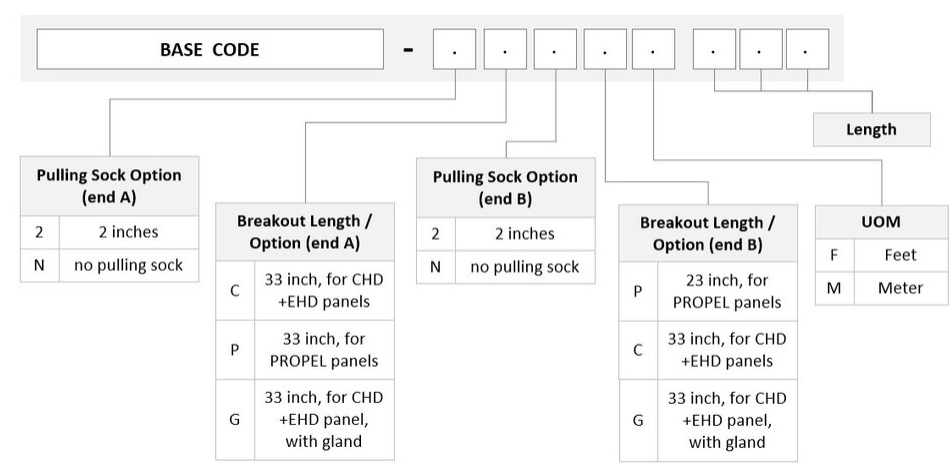 BASE CODE - . . . . . . . .
Length
Pulling Sock Option
(end A)
2 2 inches
N no pulling sock
Breakout Length /
Option (end A)
C 33 inch, for CHD
+EHD panels
P 33 inch, for
PROPEL panels
G 33 inch, for CHD
+EHD panel,
with gland
Pulling Sock Option
(end B)
2 2 inches
N no pulling sock
Breakout Length /
Option (end B)
P 23 inch, for
PROPEL panels
C 33 inch, for CHD
+EHD panels
G 33 inch, for CHD
+EHD panel,
with gland
UOM
F Feet
M Meter